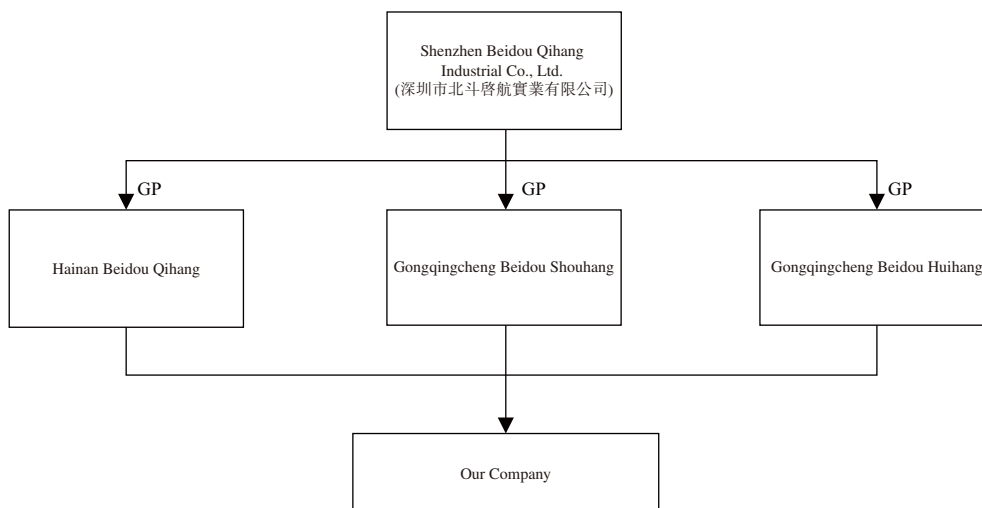 Shenzhen Beidou Qihang
Industrial Co., Ltd.
(深圳市北斗啓航實業有限公司)
GP
GP
GP
Hainan Beidou Qihang
Gongqingcheng Beidou Shouhang
Gongqingcheng Beidou Huihang
Our Company